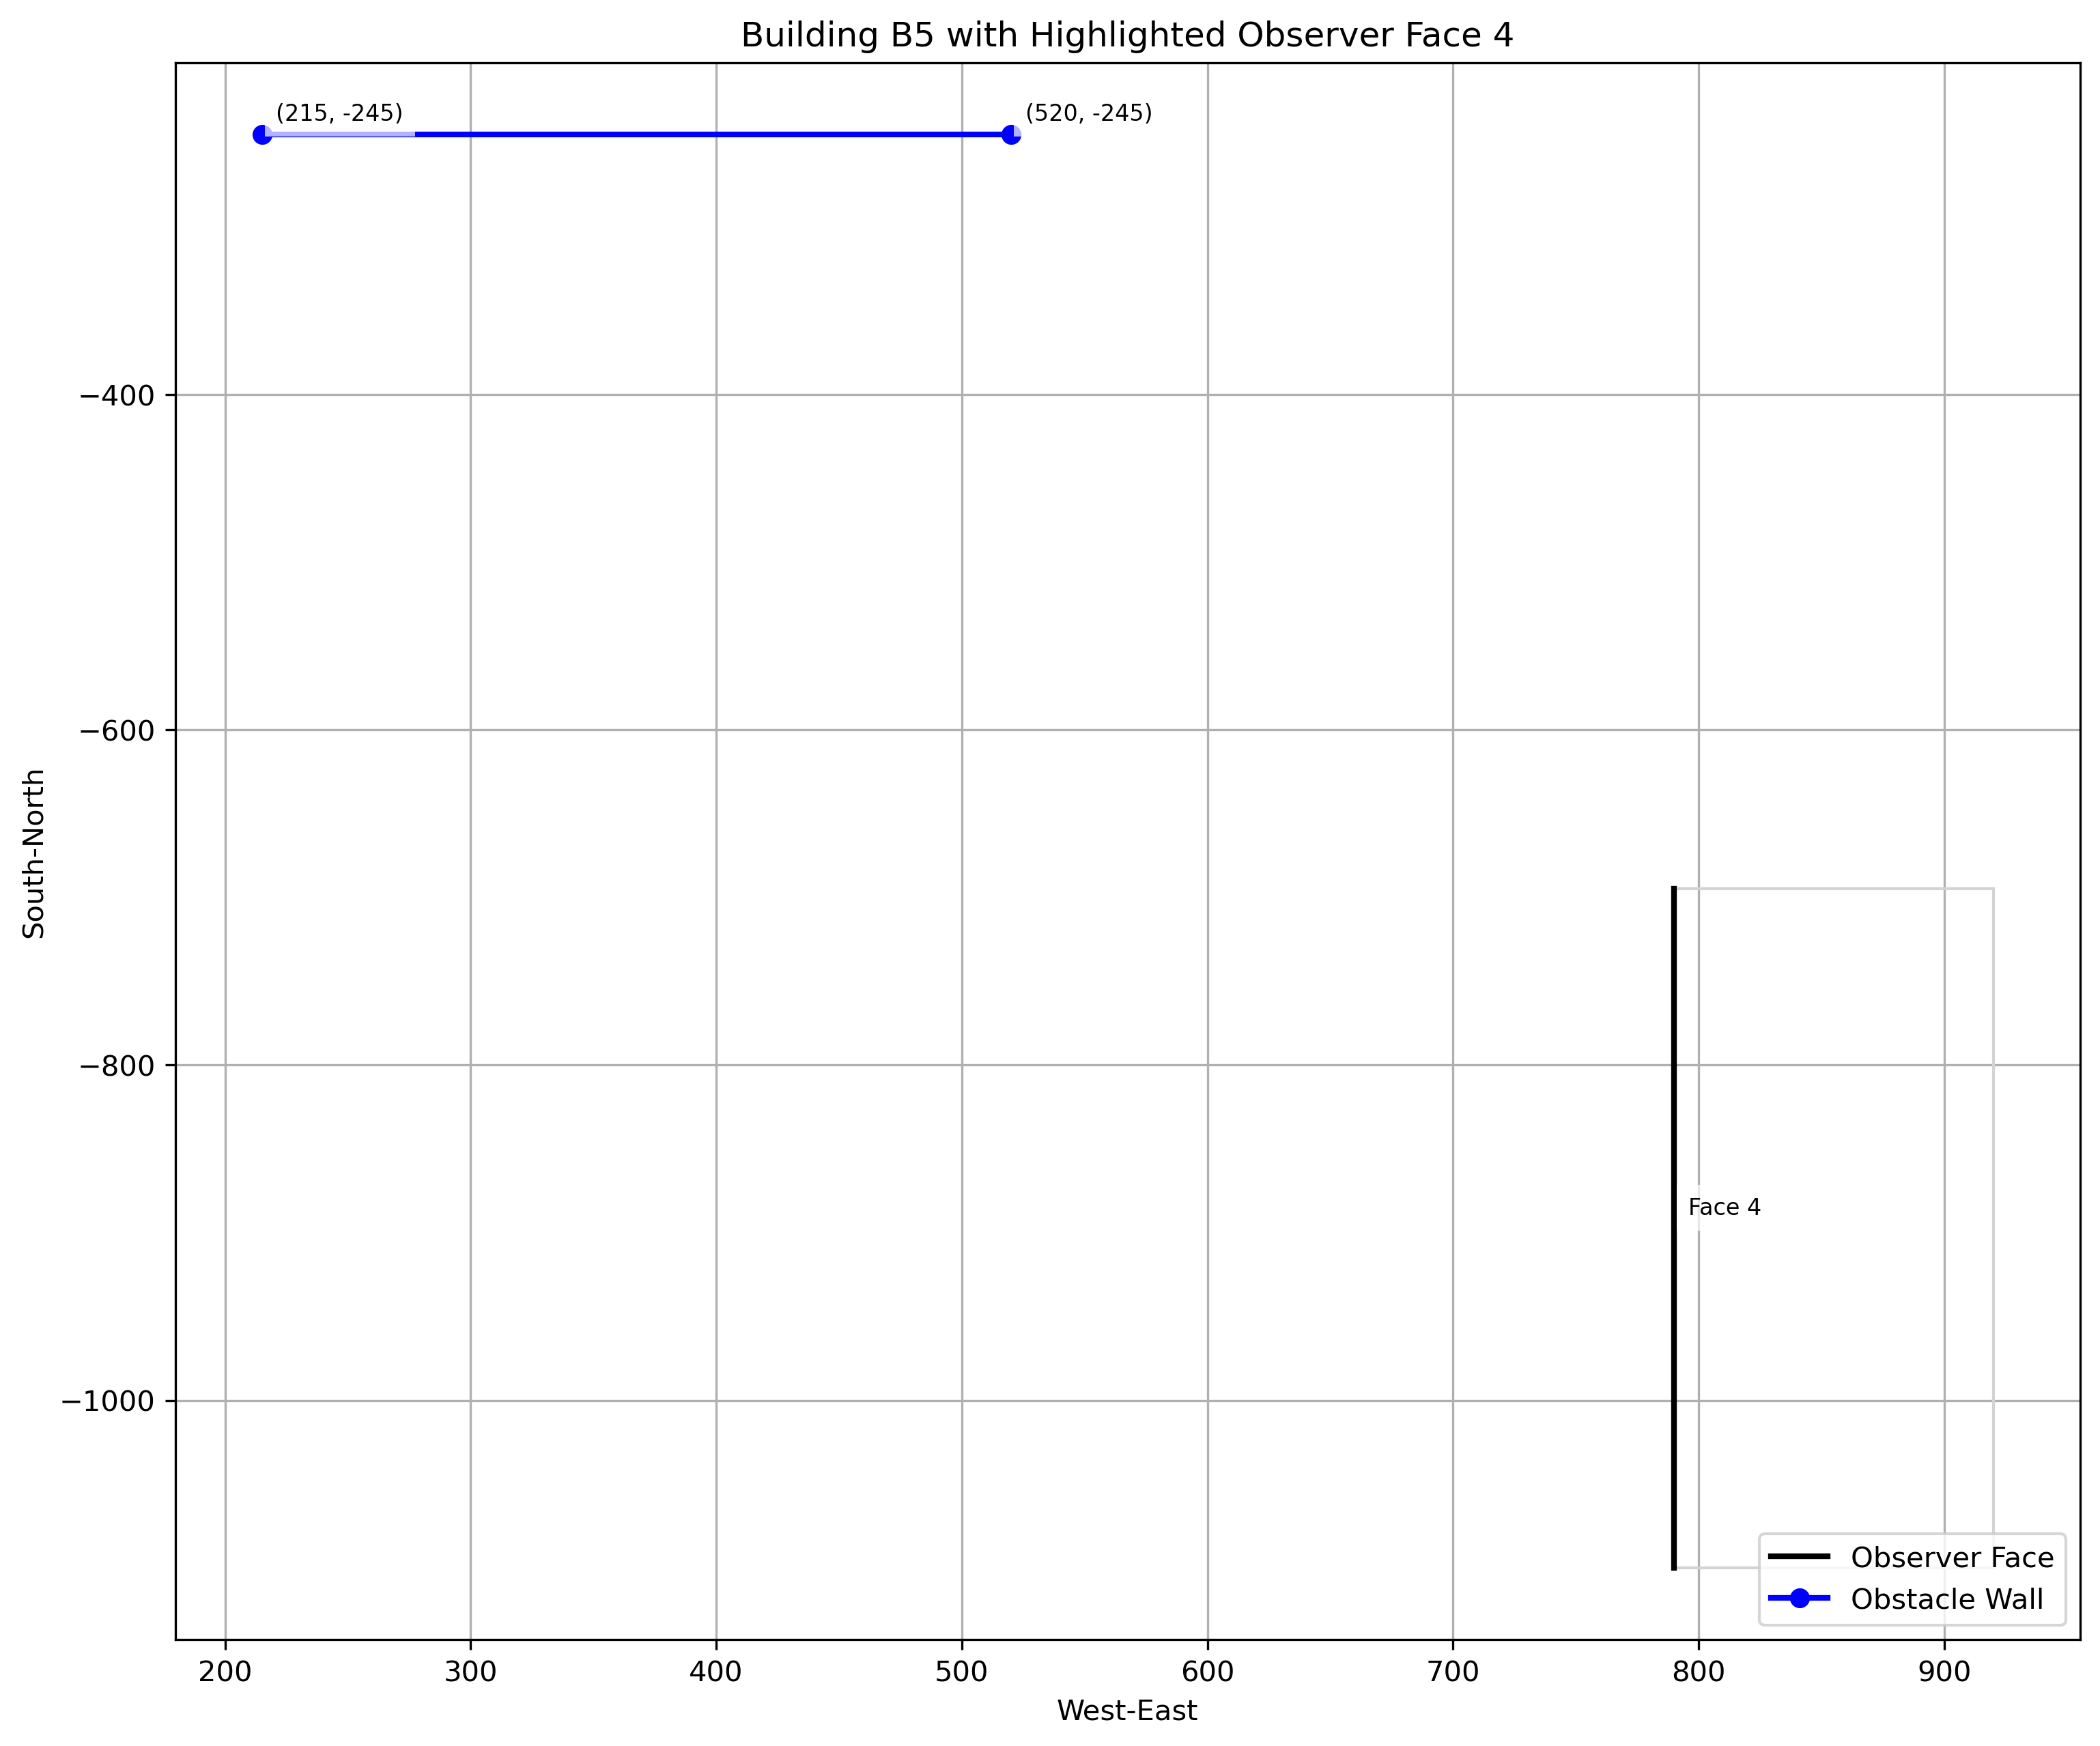 Building B5 with Highlighted Observer Face 4
(215, -245)
(520, -245)
−400
−600
−800
−1000
South-North
Face 4
Observer Face
Obstacle Wall
200
300
400
500
600
700
800
900
West-East